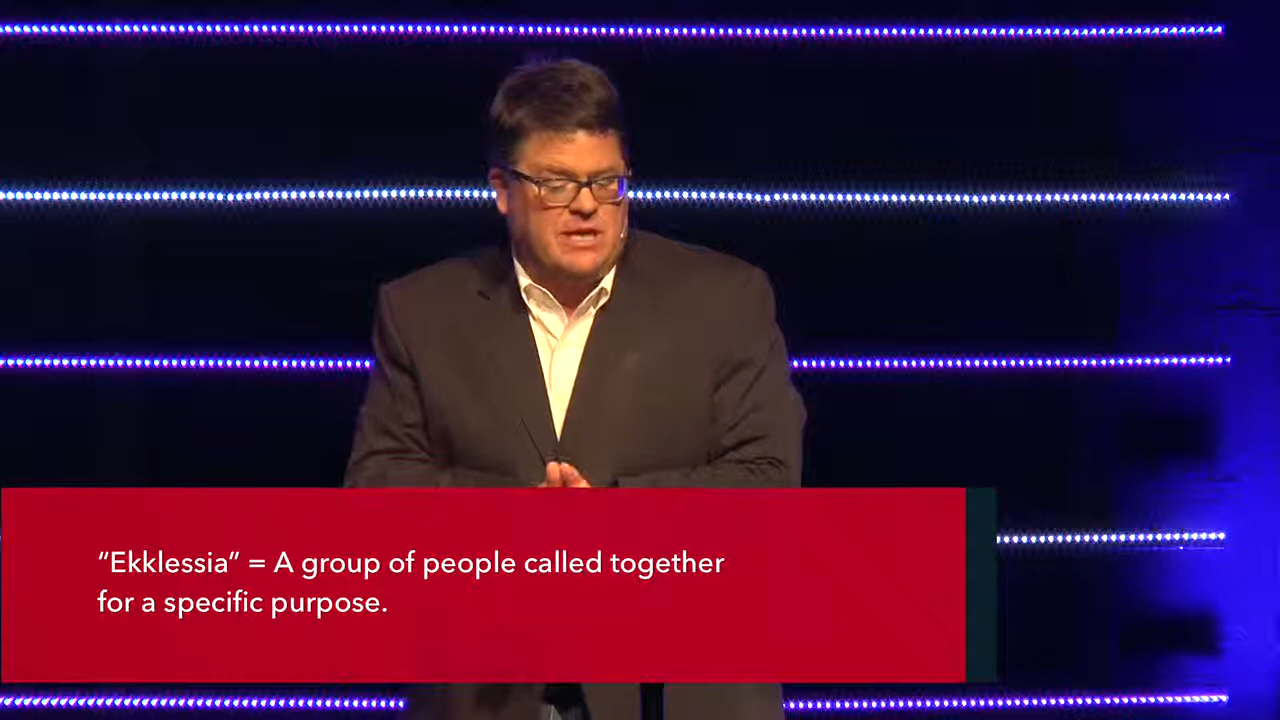 “Ekklessia” = A group of people called together
for a specific purpose.